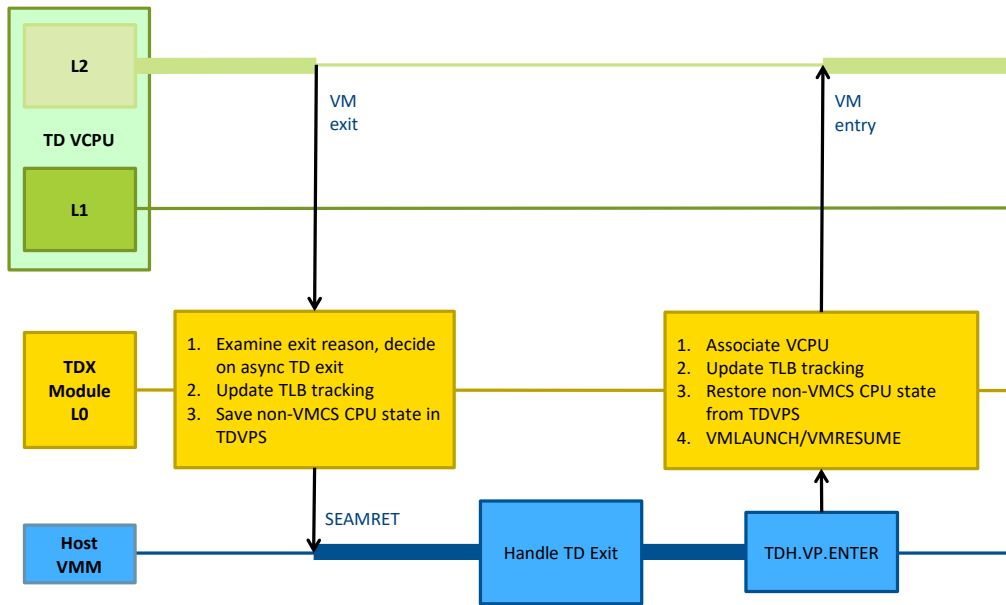 L2
TD VCPU
L1
VM
exit
VM
entry
TDX
Module
L0
1. Examine exit reason, decide
on async TD exit
2. Update TLB tracking
3. Save non-VMCS CPU state in
TDVPS
1. Associate VCPU
2. Update TLB tracking
3. Restore non-VMCS CPU state
from TDVPS
4. VMLAUNCH/VMRESUME
SEAMRET
Host
VMM
Handle TD Exit
TDH.VP.ENTER